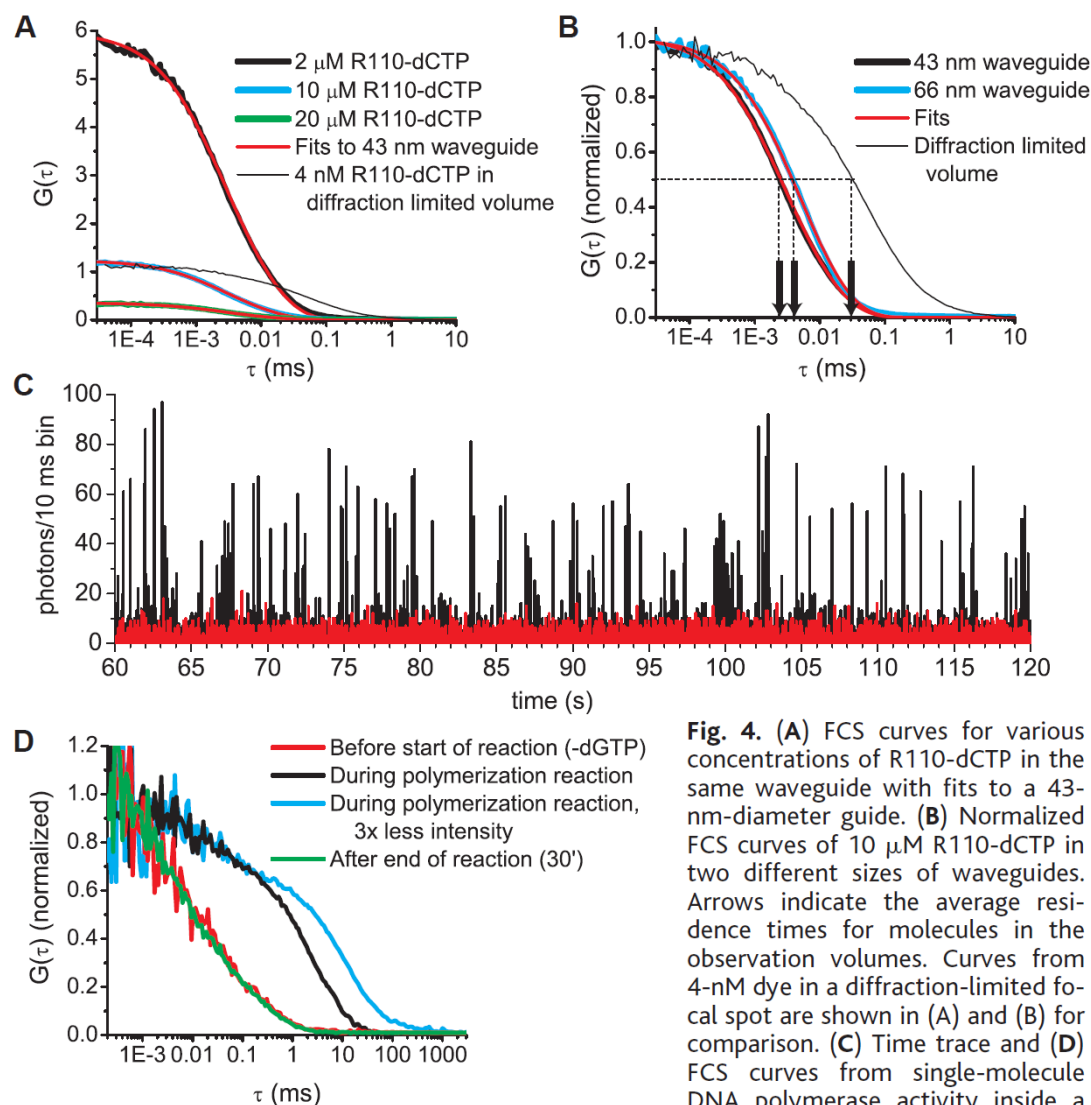 A
6
5
4
3
2
1
0
G(τ)
2 μM R110-dCTP
10 μM R110-dCTP
20 μM R110-dCTP
Fits to 43 nm waveguide
4 nM R110-dCTP in
diffraction limited volume
1E-4
1E-3
0.01
0.1
1
10
τ (ms)
B
1.0
0.8
0.6
0.4
0.2
0.0
G(τ) (normalized)
43 nm waveguide
66 nm waveguide
Fits
Diffraction limited
volume
1E-4
1E-3
0.01
0.1
1
10
τ (ms)
C
100
80
60
40
20
0
photons/10 ms bin
60
65
70
75
80
85
90
95
100
105
110
115
120
time (s)
D
1.2
1.0
0.8
0.6
0.4
0.2
0.0
G(τ) (normalized)
Before start of reaction (-dGTP)
During polymerization reaction
During polymerization reaction,
3x less intensity
After end of reaction (30')
1E-3
0.01
0.1
1
10
100
1000
τ (ms)
Fig. 4. (A) FCS curves for various
concentrations of R110-dCTP in the
same waveguide with fits to a 43-
nm-diameter guide. (B) Normalized
FCS curves of 10 μM R110-dCTP in
two different sizes of waveguides.
Arrows indicate the average resi-
dence times for molecules in the
observation volumes. Curves from
4-nM dye in a diffraction-limited fo-
cal spot are shown in (A) and (B) for
comparison. (C) Time trace and (D)
FCS curves from single-molecule
DNA polymerase activity inside a